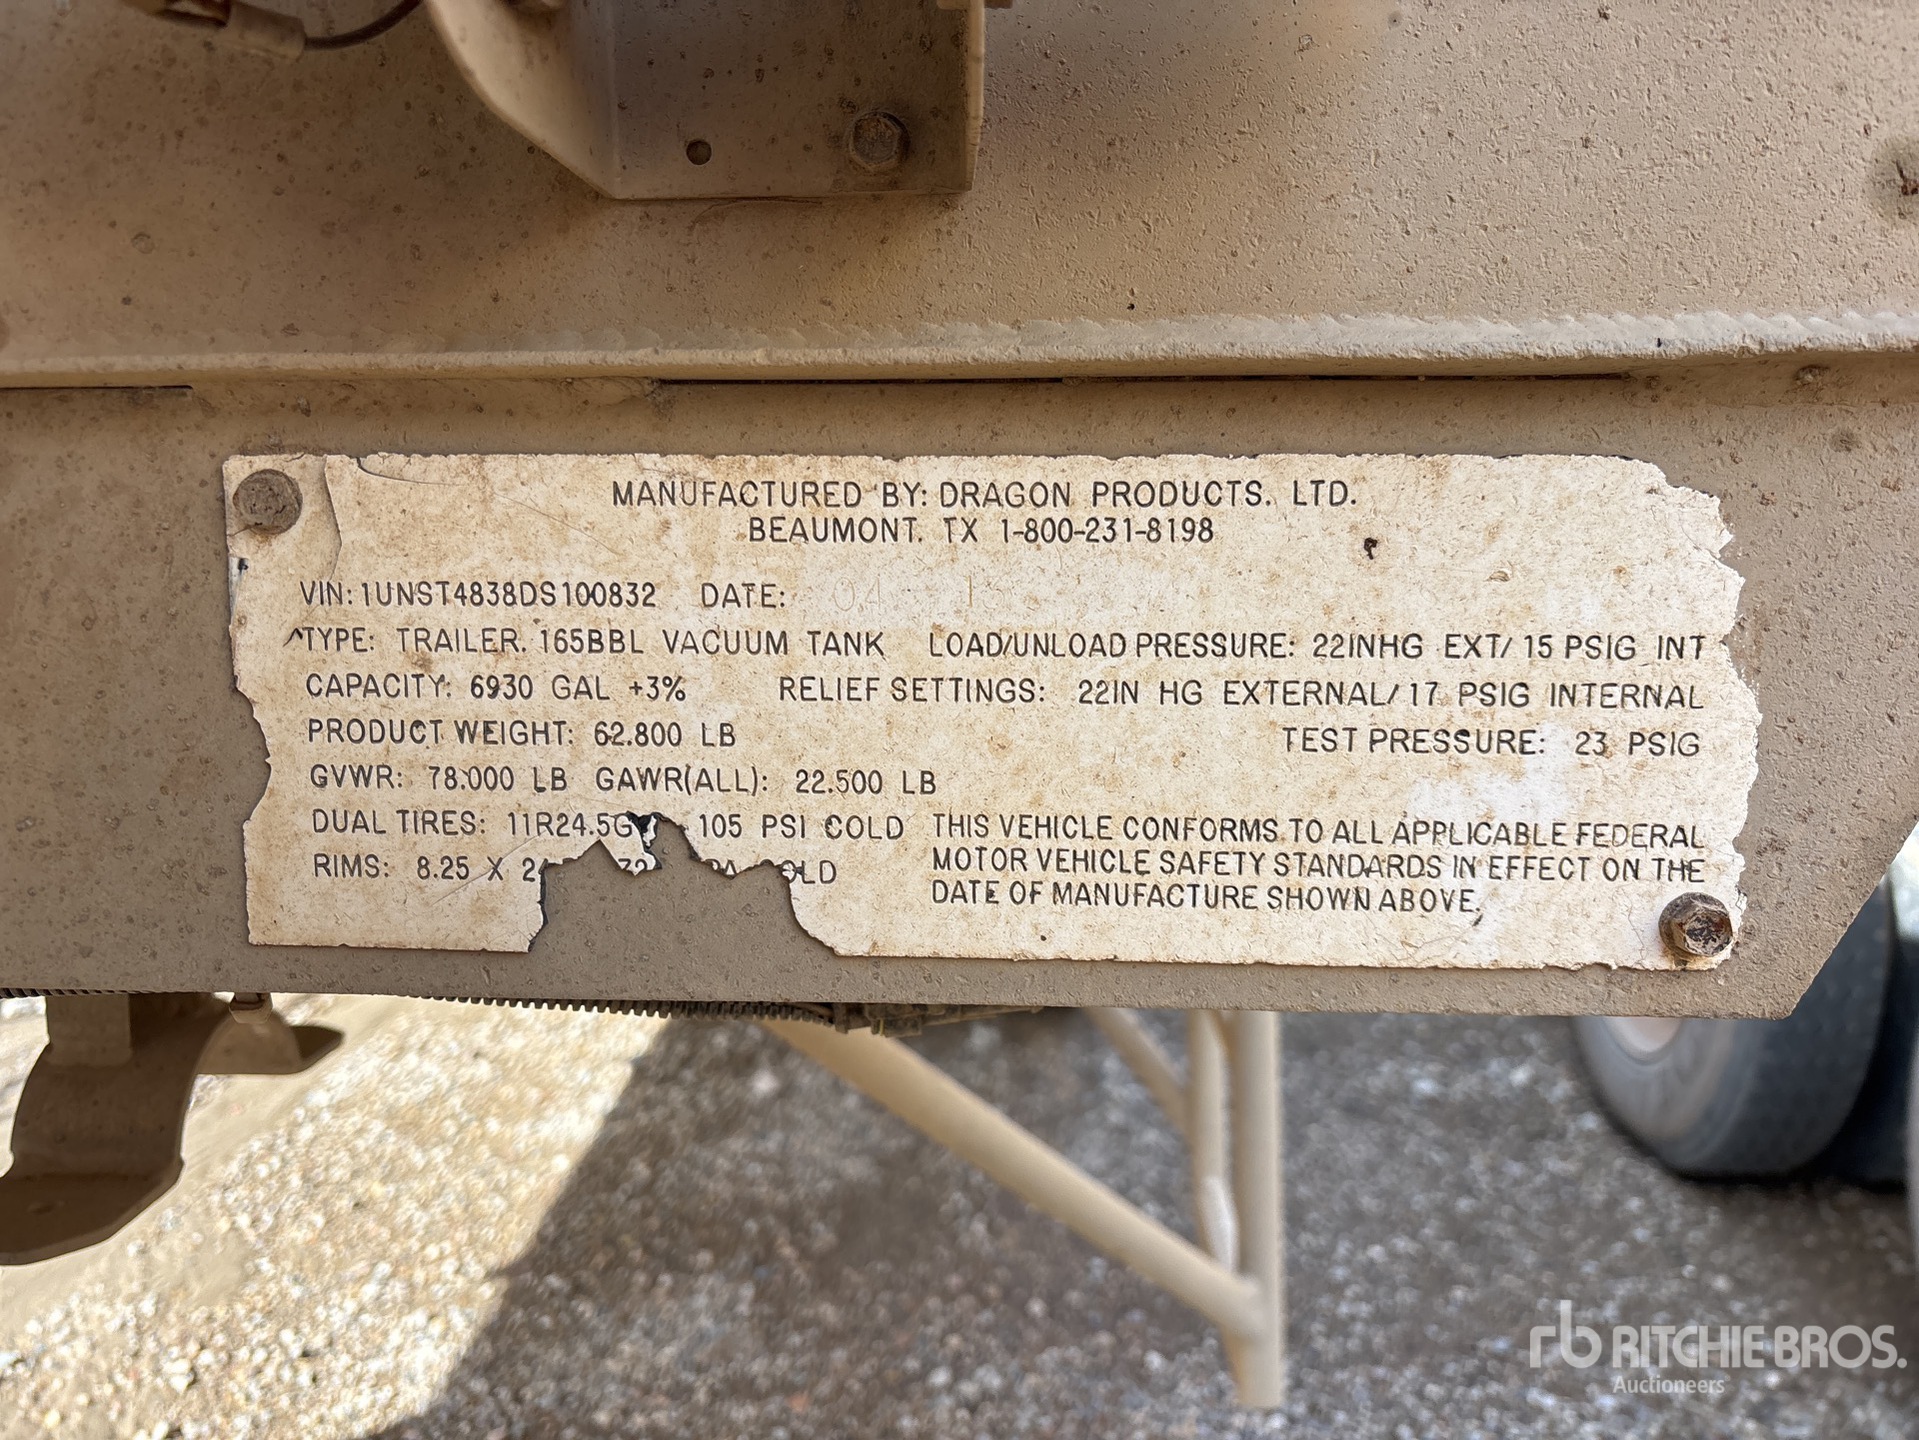 MANUFACTURED BY: DRAGON PRODUCTS. LTD.
BEAUMONT. TX 1-800-231-8198
VIN: 1UNST4838DS100832 DATE: 04 13
TYPE: TRAILER. 165BBL VACUUM TANK LOAD/UNLOAD PRESSURE: 22INHG EXT/ 15 PSIG INT
CAPACITY: 6930 GAL +3% RELIEF SETTINGS: 22IN HG EXTERNAL/ 17 PSIG INTERNAL
PRODUCT WEIGHT: 62.800 LB TEST PRESSURE: 23 PSIG
GVWR: 78.000 LB GAWR(ALL): 22.500 LB
DUAL TIRES: 11R24.5G 105 PSI COLD
RIMS: 8.25 X
THIS VEHICLE CONFORMS TO ALL APPLICABLE FEDERAL
MOTOR VEHICLE SAFETY STANDARDS IN EFFECT ON THE
DATE OF MANUFACTURE SHOWN ABOVE.
rb RITCHIE BROS.
Auctioneers